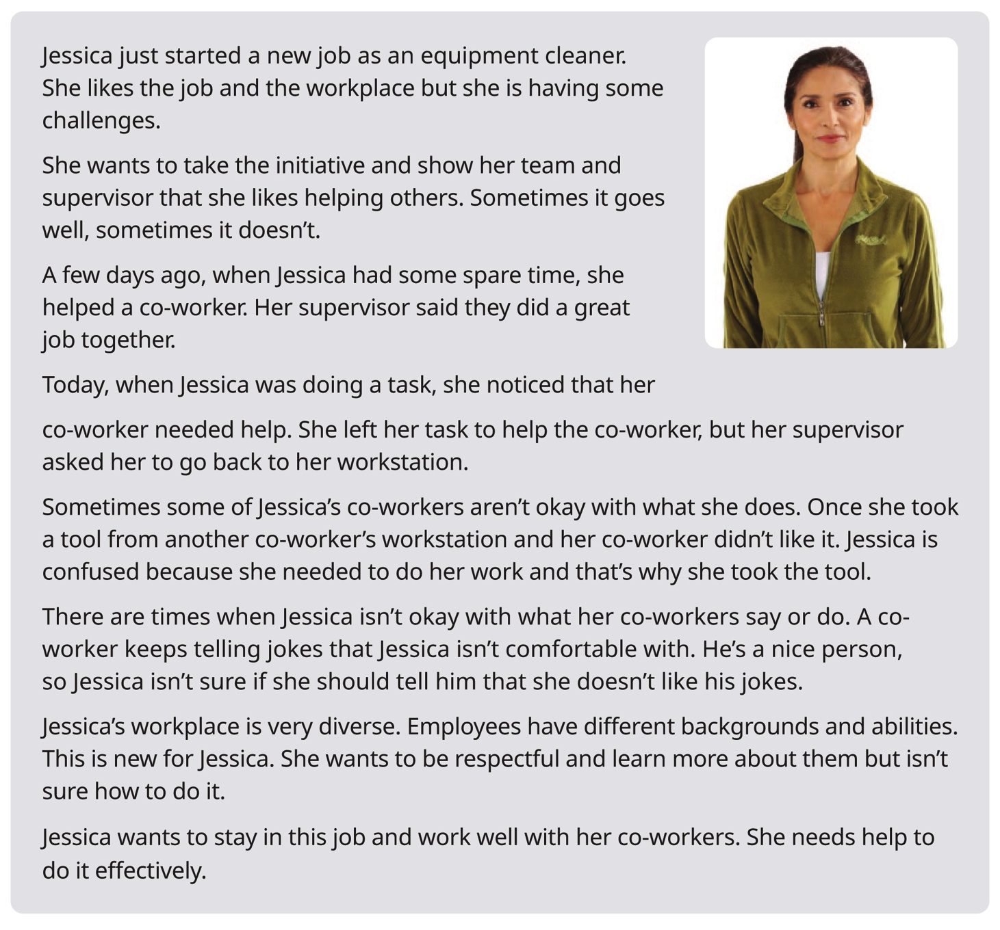 Jessica just started a new job as an equipment cleaner.
She likes the job and the workplace but she is having some
challenges.
She wants to take the initiative and show her team and
supervisor that she likes helping others. Sometimes it goes
well, sometimes it doesn’t.
A few days ago, when Jessica had some spare time, she
helped a co-worker. Her supervisor said they did a great
job together.
Today, when Jessica was doing a task, she noticed that her
co-worker needed help. She left her task to help the co-worker, but her supervisor
asked her to go back to her workstation.
Sometimes some of Jessica’s co-workers aren’t okay with what she does. Once she took
a tool from another co-worker’s workstation and her co-worker didn’t like it. Jessica is
confused because she needed to do her work and that’s why she took the tool.
There are times when Jessica isn’t okay with what her co-workers say or do. A co-
worker keeps telling jokes that Jessica isn’t comfortable with. He’s a nice person,
so Jessica isn’t sure if she should tell him that she doesn’t like his jokes.
Jessica’s workplace is very diverse. Employees have different backgrounds and abilities.
This is new for Jessica. She wants to be respectful and learn more about them but isn’t
sure how to do it.
Jessica wants to stay in this job and work well with her co-workers. She needs help to
do it effectively.